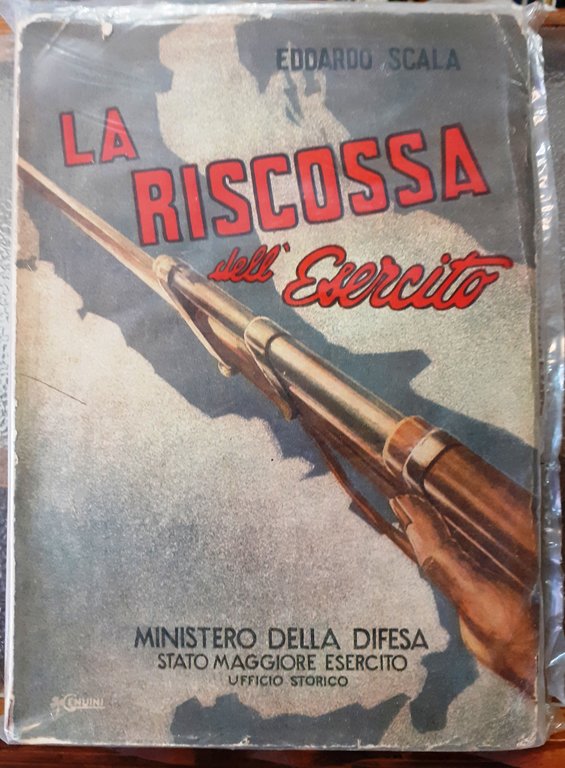 EDOARDO SCALA
LA
RISCOSSA
dell'Esercito
MINISTERO DELLA DIFESA
STATO MAGGIORE ESERCITO
UFFICIO STORICO